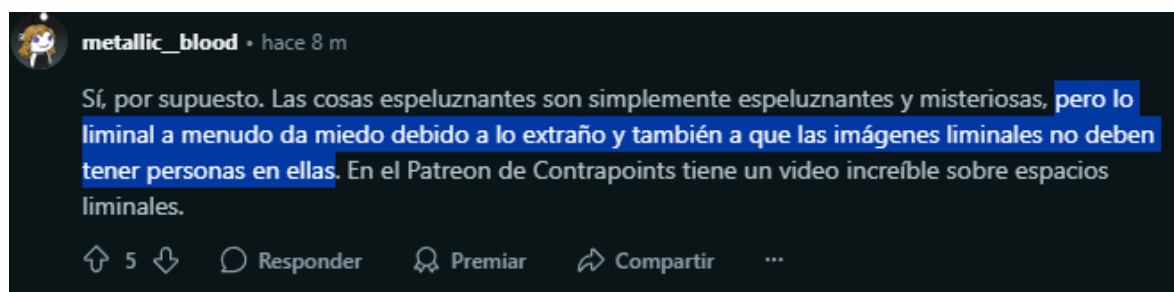 metallic__blood • hace 8 m
Sí, por supuesto. Las cosas espeluznantes son simplemente espeluznantes y misteriosas, pero lo
liminal a menudo da miedo debido a lo extraño y también a que las imágenes liminales no deben
tener personas en ellas. En el Patreon de Contrapoints tiene un video increíble sobre espacios
liminales.
5 Responder Premiar Compartir ...